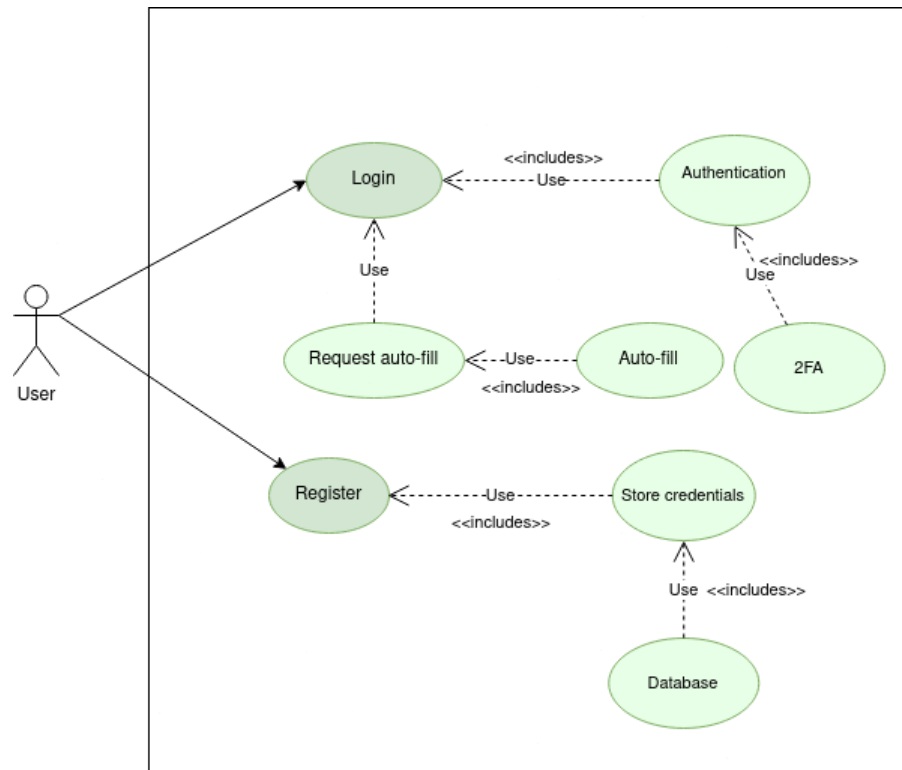 <<includes>>
Login
Use
Authentication
Use
<<includes>>
Use
Request auto-fill
Use
Auto-fill
2FA
<<includes>>
User
Register
Use
Store credentials
<<includes>>
Use
<<includes>>
Database